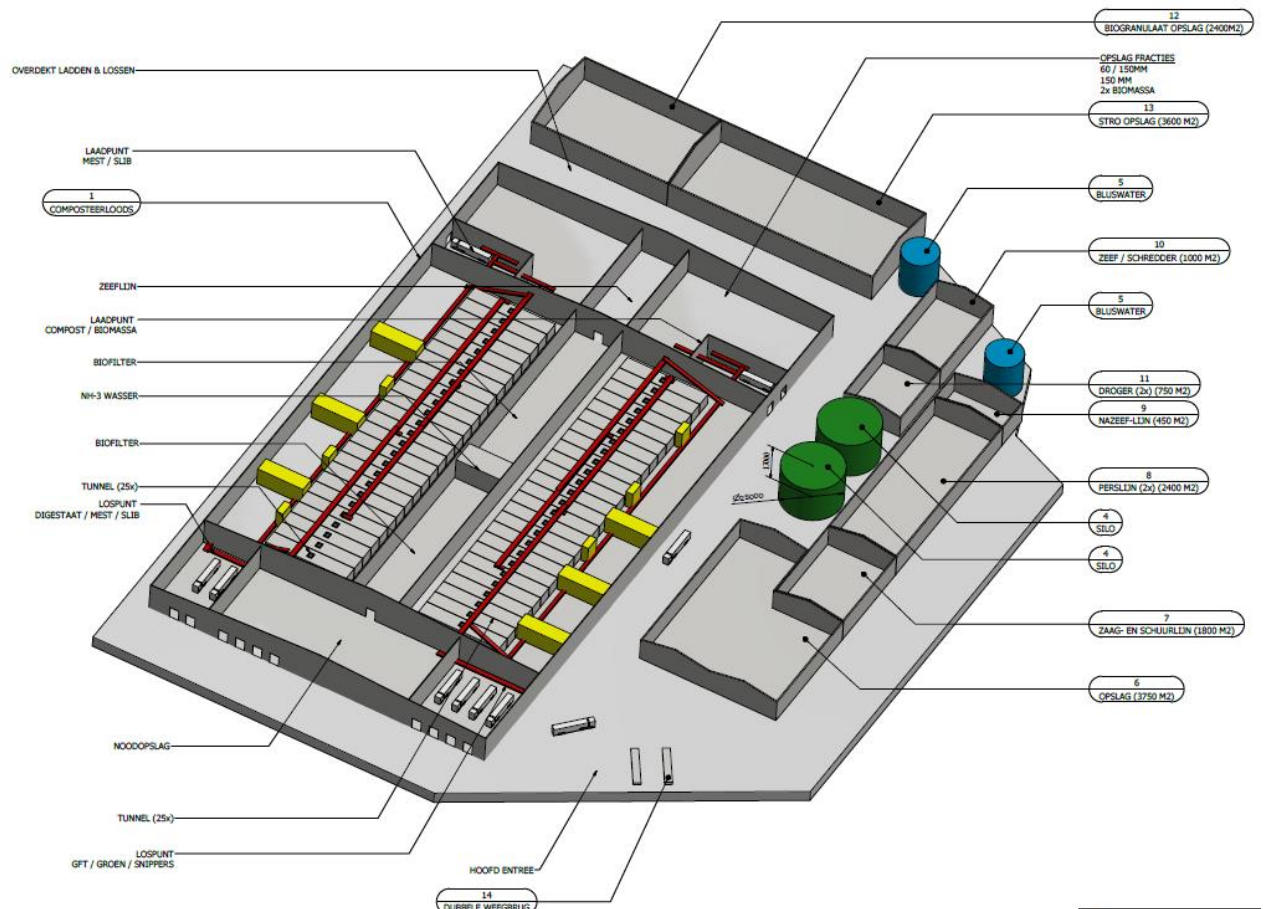 12
BIOGRANULAAT OPSLAG (2400M2)
OVERDEKT LADDEN & LOSSEN
OPSLAG FRACTIES
60 / 150MM
150 MM
2x BIOMASSA
13
STRO OPSLAG (3600 M2)
LAADPUNT
MEST / SLIB
1
COMPOSTEERLOODS
5
BLUSWATER
10
ZEEF / SCHREDDER (1000 M2)
ZEEFLIJN
5
BLUSWATER
LAADPUNT
COMPOST / BIOMASSA
BIOFILTER
11
DROGER (2x) (750 M2)
NH-3 WASSER
9
NAZEEF-LIJN (450 M2)
BIOFILTER
8
PERSLIJN (2x) (2400 M2)
TUNNEL (25x)
LOSPUNT
DIGESTAAT / MEST / SLIB
4
SILO
4
SILO
7
ZAAG- EN SCHUURLIJN (1800 M2)
6
OPSLAG (3750 M2)
NOODOPSLAG
TUNNEL (25x)
LOSPUNT
GFT / GROEN / SNIPPERS
HOOFD ENTREE
14
DUBBELE WEEGBRUG